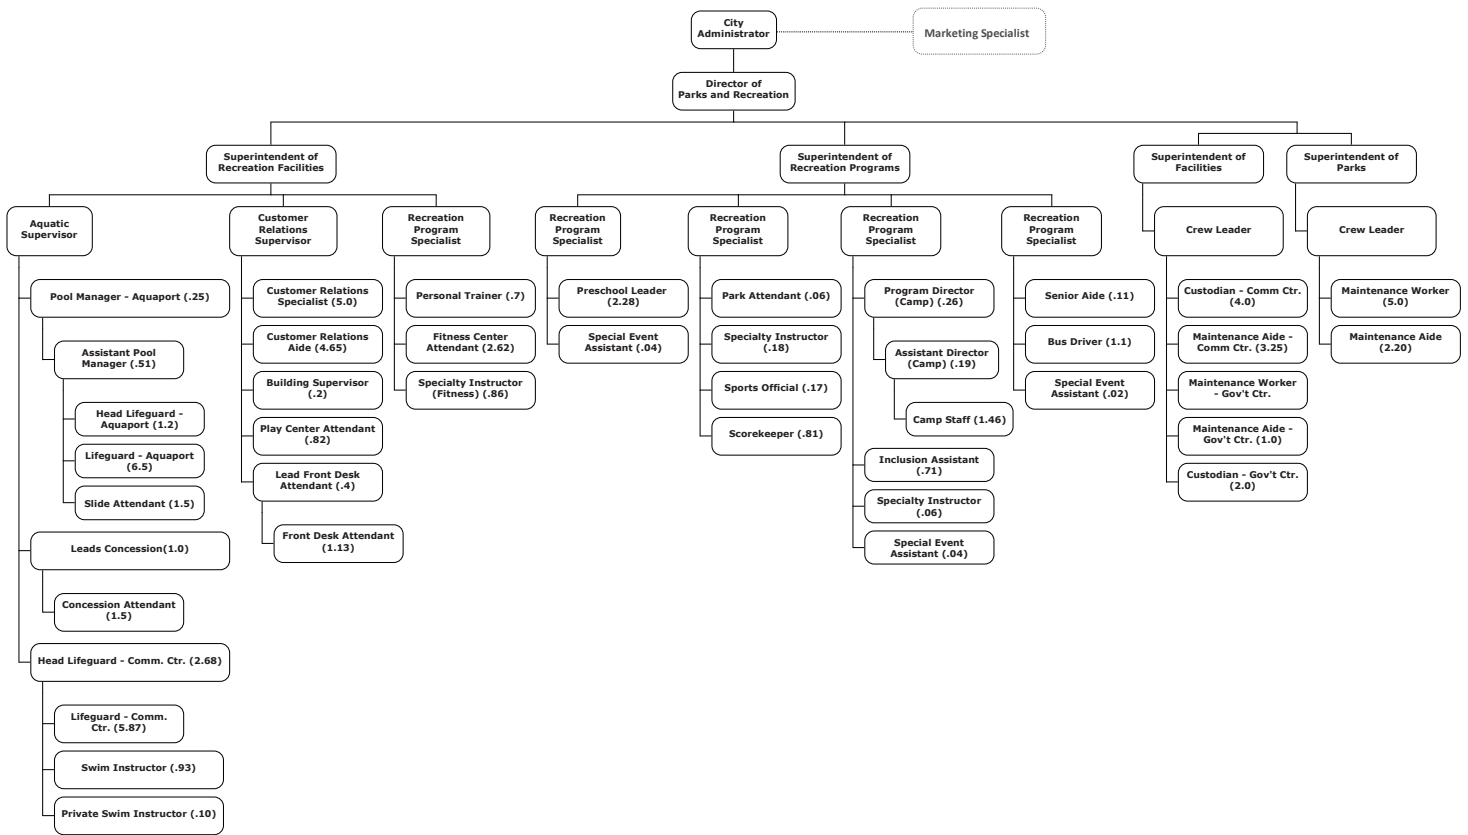 City
Administrator
Marketing Specialist
Director of
Parks and Recreation
Superintendent of
Recreation Facilities
Superintendent of
Recreation Programs
Superintendent of
Facilities
Superintendent of
Parks
Aquatic
Supervisor
Customer
Relations
Supervisor
Recreation
Program
Specialist
Recreation
Program
Specialist
Recreation
Program
Specialist
Recreation
Program
Specialist
Recreation
Program
Specialist
Crew Leader
Crew Leader
Pool Manager - Aquaport (.25)
Assistant Pool
Manager (.51)
Head Lifeguard -
Aquaport (1.2)
Lifeguard - Aquaport
(6.5)
Slide Attendant (1.5)
Leads Concession(1.0)
Concession Attendant
(1.5)
Head Lifeguard - Comm. Ctr. (2.68)
Lifeguard - Comm.
Ctr. (5.87)
Swim Instructor (.93)
Private Swim Instructor (.10)
Customer Relations
Specialist (5.0)
Customer Relations
Aide (4.65)
Building Supervisor
(.2)
Play Center Attendant
(.82)
Lead Front Desk
Attendant (.4)
Front Desk Attendant
(1.13)
Personal Trainer (.7)
Fitness Center
Attendant (2.62)
Specialty Instructor
(Fitness) (.86)
Preschool Leader
(2.28)
Special Event
Assistant (.04)
Park Attendant (.06)
Specialty Instructor
(.18)
Sports Official (.17)
Scorekeeper (.81)
Program Director
(Camp) (.26)
Assistant Director
(Camp) (.19)
Camp Staff (1.46)
Inclusion Assistant
(.71)
Specialty Instructor
(.06)
Special Event
Assistant (.04)
Senior Aide (.11)
Bus Driver (1.1)
Special Event
Assistant (.02)
Custodian - Comm Ctr.
(4.0)
Maintenance Aide -
Comm Ctr. (3.25)
Maintenance Worker
- Gov't Ctr.
Maintenance Aide -
Gov't Ctr. (1.0)
Custodian - Gov't Ctr.
(2.0)
Maintenance Worker
(5.0)
Maintenance Aide
(2.20)